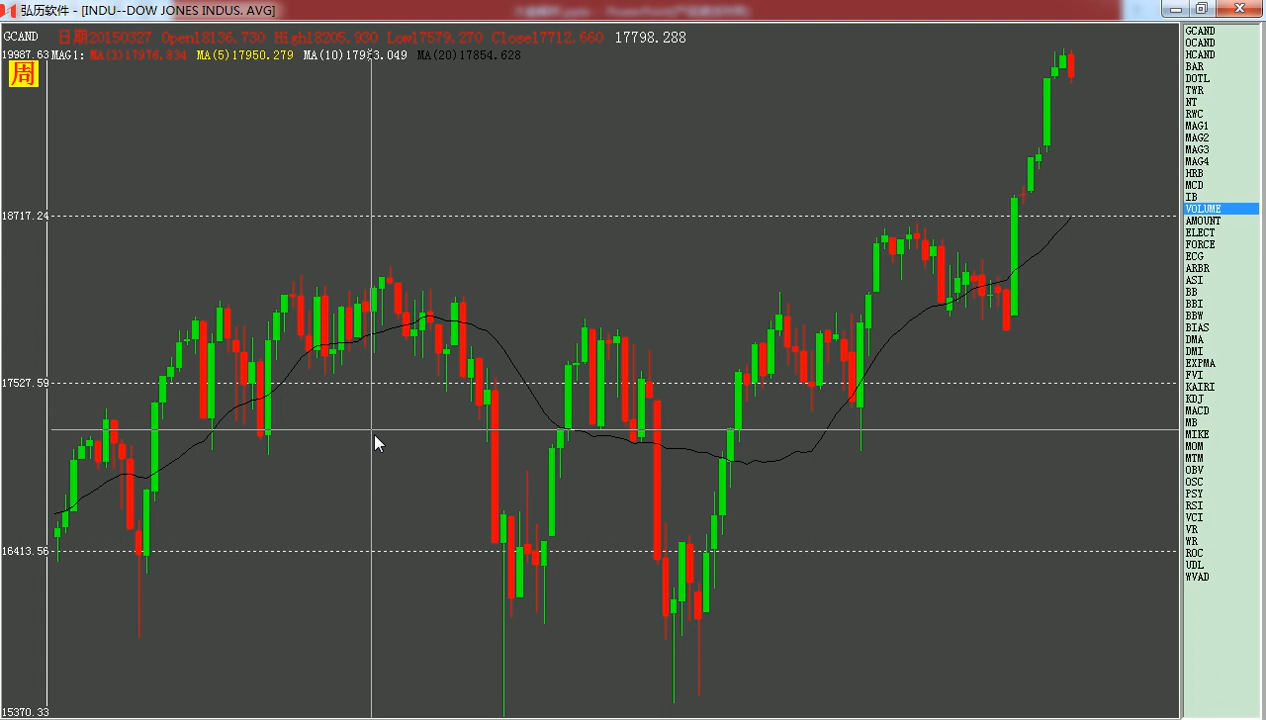 弘历软件 - [INDU--DOW JONES INDUS. AVG]
GCAND 日期20150327 Open18136.730 High18205.930 Low17579.270 Close17712.660 17798.288
19987.63 MAG1: MA(3)17976.834 MA(5)17950.279 MA(10)17953.049 MA(20)17854.628
周
18717.24
17527.59
16413.56
15370.33
GCAND
OCAND
HCAND
BAR
DOTL
TWR
NT
RWC
MAG1
MAG2
MAG3
MAG4
HRB
MCD
IB
VOLUME
AMOUNT
ELECT
FORCE
ECG
ARBR
ASI
BB
BBI
BBW
BIAS
DMA
DMI
EXPMA
FVI
KAIRI
KDJ
MACD
MB
MIKE
MOM
MTM
OBV
OSC
PSY
RSI
VCI
VR
WR
ROC
UDL
WVAD